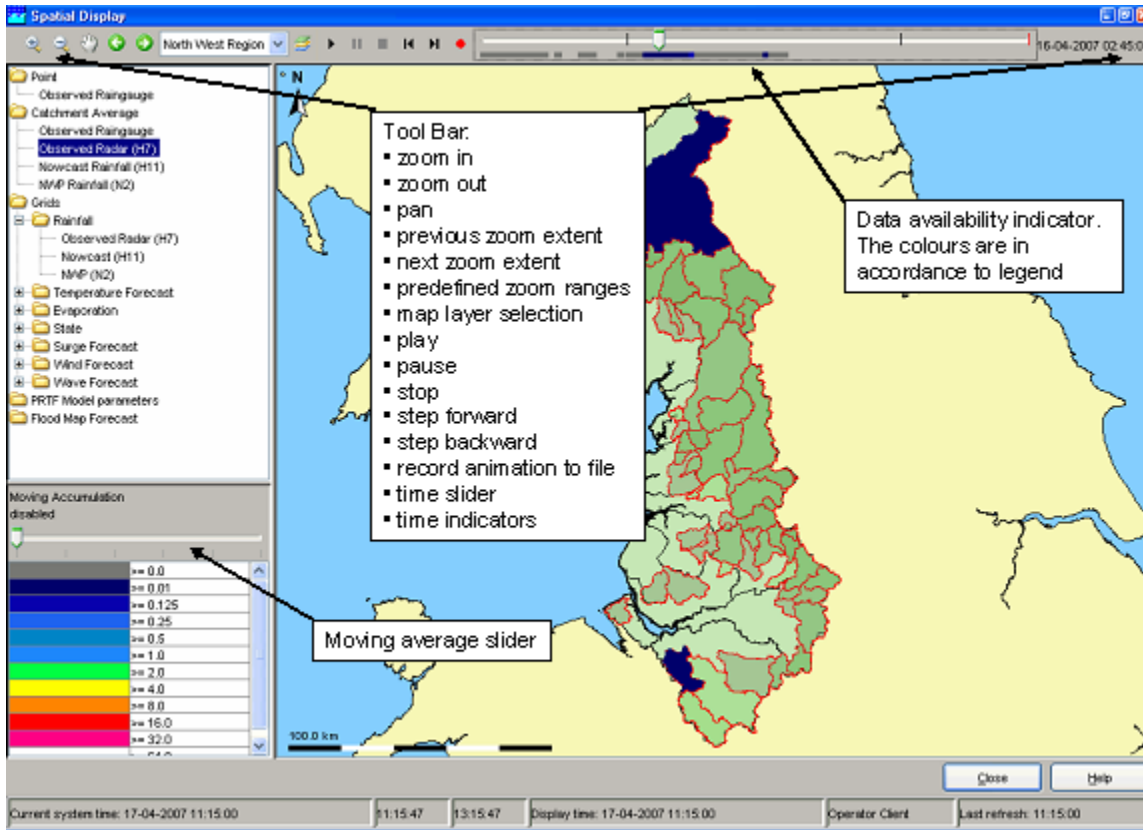 Spatial Display
North West Region
16-04-2007 02:45:0
Point
Observed Raingauge
Catchment Average
Observed Raingauge
Observed Radar (H7)
Nowcast Rainfall (H11)
NWP Rainfall (N2)
Grids
Rainfall
Observed Radar (H7)
Nowcast (H11)
NWP (N2)
Temperature Forecast
Evaporation
State
Surge Forecast
Wind Forecast
Wave Forecast
PRTF Model parameters
Flood Map Forecast
° N
Tool Bar:
▪ zoom in
▪ zoom out
▪ pan
▪ previous zoom extent
▪ next zoom extent
▪ predefined zoom ranges
▪ map layer selection
▪ play
▪ pause
▪ stop
▪ step forward
▪ step backward
▪ record animation to file
▪ time slider
▪ time indicators
Data availability indicator.
The colours are in
accordance to legend
Moving Accumulation
disabled
>= 0.0
>= 0.01
>= 0.125
>= 0.25
>= 0.5
>= 1.0
>= 2.0
>= 4.0
>= 8.0
>= 16.0
>= 32.0
Moving average slider
100.0 km
Close
Help
Current system time: 17-04-2007 11:15:00
11:15:47
13:15:47
Display time: 17-04-2007 11:15:00
Operator Client
Last refresh: 11:15:00